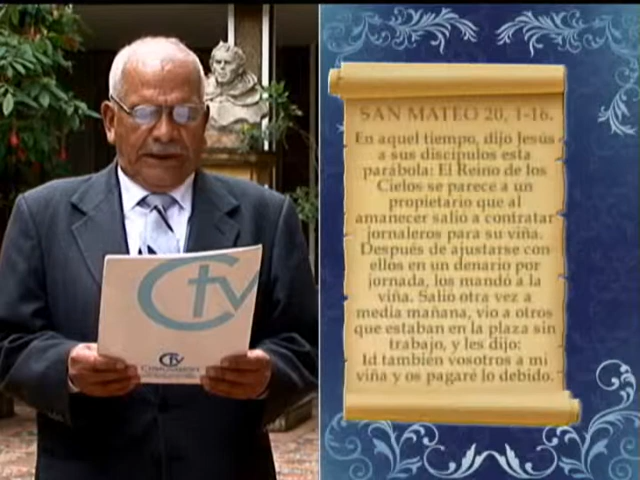 SAN MATEO 20, 1-16.
En aquel tiempo, dijo Jesús
a sus discípulos esta
parábola: El Reino de los
Cielos se parece a un
propietario que al
amanecer salió a contratar
jornaleros para su viña.
Después de ajustarse con
ellos en un denario por
jornada, los mandó a la
viña. Salió otra vez a
media mañana, vio a otros
que estaban en la plaza sin
trabajo, y les dijo:
Id también vosotros a mi
viña y os pagaré lo debido.
ctv
ctv